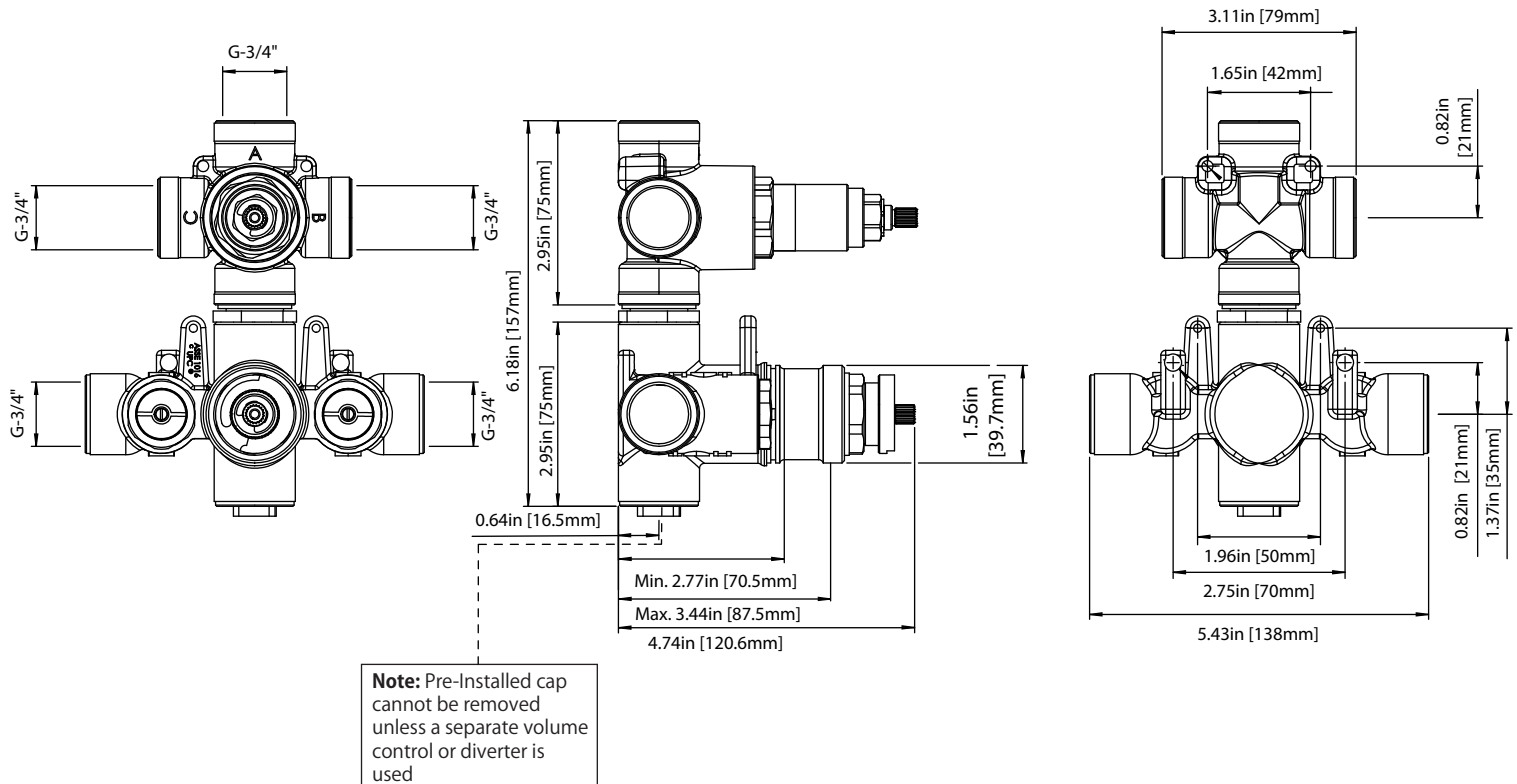 G-3/4"
A
C
B
G-3/4"
G-3/4"
ASSE 1016
c UPC ®
G-3/4"
G-3/4"
6.18in [157mm]
2.95in [75mm]
2.95in [75mm]
1.56in
[39.7mm]
0.64in [16.5mm]
Min. 2.77in [70.5mm]
Max. 3.44in [87.5mm]
4.74in [120.6mm]
Note: Pre-Installed cap
cannot be removed
unless a separate volume
control or diverter is
used
3.11in [79mm]
1.65in [42mm]
0.82in
[21mm]
0.82in [21mm]
1.37in [35mm]
1.96in [50mm]
2.75in [70mm]
5.43in [138mm]